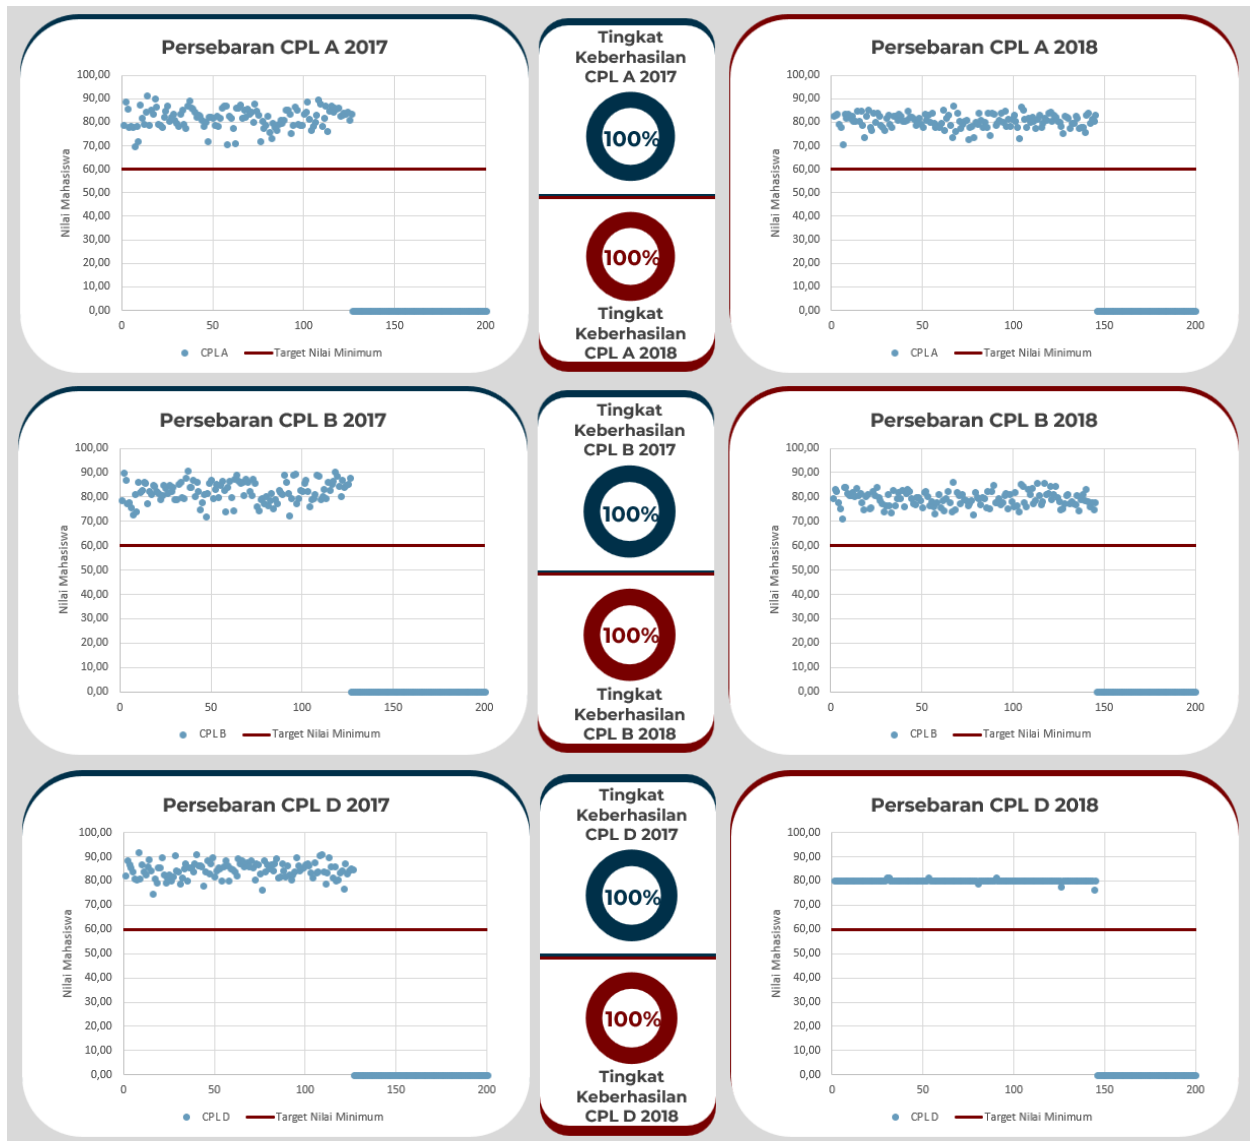 Persebaran CPL A 2017
100,00
90,00
80,00
70,00
60,00
50,00
40,00
30,00
20,00
10,00
0,00
Nilai Mahasiswa
0 50 100 150 200
CPL A Target Nilai Minimum
Tingkat
Keberhasilan
CPL A 2017
100%
100%
Tingkat
Keberhasilan
CPL A 2018
Persebaran CPL A 2018
100,00
90,00
80,00
70,00
60,00
50,00
40,00
30,00
20,00
10,00
0,00
Nilai Mahasiswa
0 50 100 150 200
CPL A Target Nilai Minimum
Persebaran CPL B 2017
100,00
90,00
80,00
70,00
60,00
50,00
40,00
30,00
20,00
10,00
0,00
Nilai Mahasiswa
0 50 100 150 200
CPL B Target Nilai Minimum
Tingkat
Keberhasilan
CPL B 2017
100%
100%
Tingkat
Keberhasilan
CPL B 2018
Persebaran CPL B 2018
100,00
90,00
80,00
70,00
60,00
50,00
40,00
30,00
20,00
10,00
0,00
Nilai Mahasiswa
0 50 100 150 200
CPL B Target Nilai Minimum
Persebaran CPL D 2017
100,00
90,00
80,00
70,00
60,00
50,00
40,00
30,00
20,00
10,00
0,00
Nilai Mahasiswa
0 50 100 150 200
CPL D Target Nilai Minimum
Tingkat
Keberhasilan
CPL D 2017
100%
100%
Tingkat
Keberhasilan
CPL D 2018
Persebaran CPL D 2018
100,00
90,00
80,00
70,00
60,00
50,00
40,00
30,00
20,00
10,00
0,00
Nilai Mahasiswa
0 50 100 150 200
CPL D Target Nilai Minimum